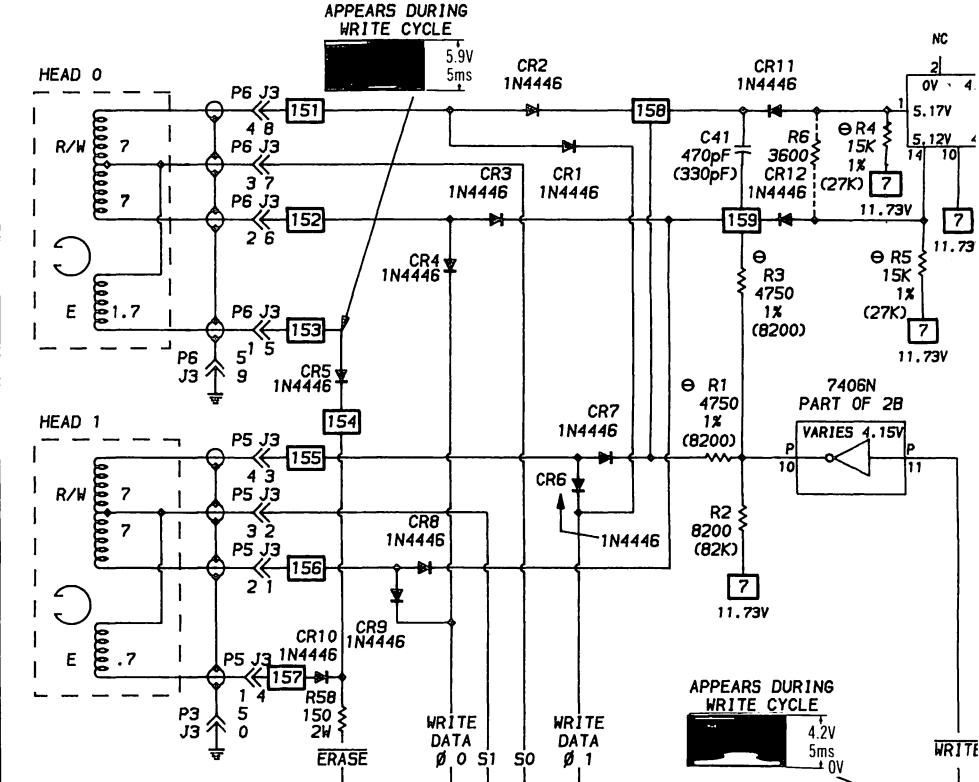 APPEARS DURING
WRITE CYCLE
5.9V
5ms
HEAD 0
R/W
7
7
E
1.7
P6 J3
4 8
151
P6 J3
3 7
P6 J3
2 6
152
P6 J3
1 5
153
P6 5
J3 9
CR2
1N4446
158
CR11
1N4446
NC
2
0V
4.
1
5.17V
5.12V
14
10
C41
470pF
(330pF)
R6
3600
⊖ R4
15K
1%
(27K)
7
11.73V
CR3
1N4446
CR1
1N4446
CR12
1N4446
159
7
11.73
CR4
1N4446
⊖
R3
4750
1%
(8200)
⊖ R5
15K
1%
(27K)
7
11.73V
CR5
1N4446
154
HEAD 1
R/W
7
7
E
.7
P5 J3
4 3
155
P5 J3
3 2
P5 J3
2 1
156
P5 J3
1 4
157
P3 5
J3 0
CR7
1N4446
⊖ R1
4750
1%
(8200)
7406N
PART OF 2B
VARIES 4.15V
P
10
P
11
CR6
1N4446
CR8
1N4446
R2
8200
(82K)
7
11.73V
CR9
1N4446
CR10
1N4446
R58
150
2W
ERASE
WRITE
DATA
Ø 0
S1
S0
WRITE
DATA
Ø 1
APPEARS DURING
WRITE CYCLE
4.2V
5ms
0V
WRITE